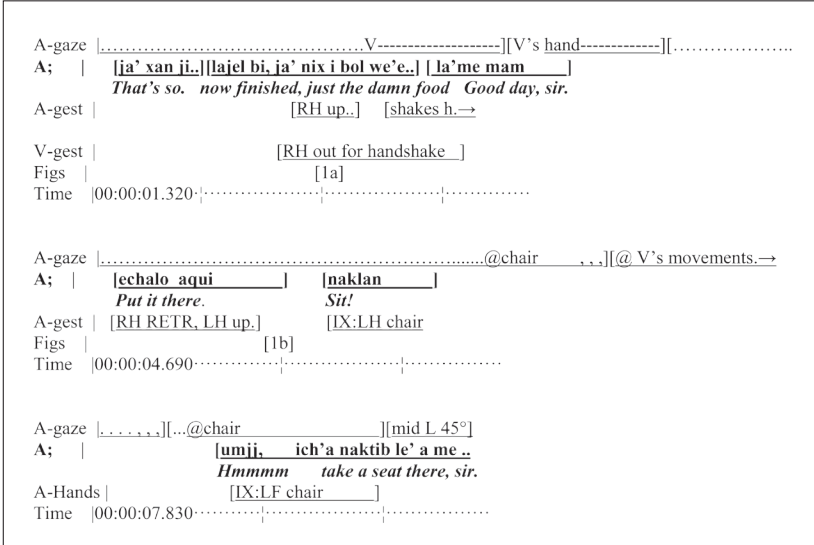 A-gaze |…………………………………….V--------------------][V's hand-------------][………………..
A; | [ja' xan ji..][lajel bi, ja' nix i bol we'e..] [ la'me mam ]
That's so. now finished, just the damn food Good day, sir.
A-gest | [RH up..] [shakes h.→
V-gest | [RH out for handshake ]
Figs | [1a]
Time |00:00:01.320·¦····················¦···················¦··············
A-gaze |…………………………………………………….......@chair , , ,][@ V's movements.→
A; | [echalo aqui ] [naklan ]
Put it there. Sit!
A-gest | [RH RETR, LH up.] [IX:LH chair
Figs | [1b]
Time |00:00:04.690···············¦····················¦················
A-gaze |. . . . , , ,][...@chair ][mid L 45°]
A; | [umjj, ich'a naktib le' a me ..
Hmmmm take a seat there, sir.
A-Hands | [IX:LF chair ]
Time |00:00:07.830···········¦····················¦·················